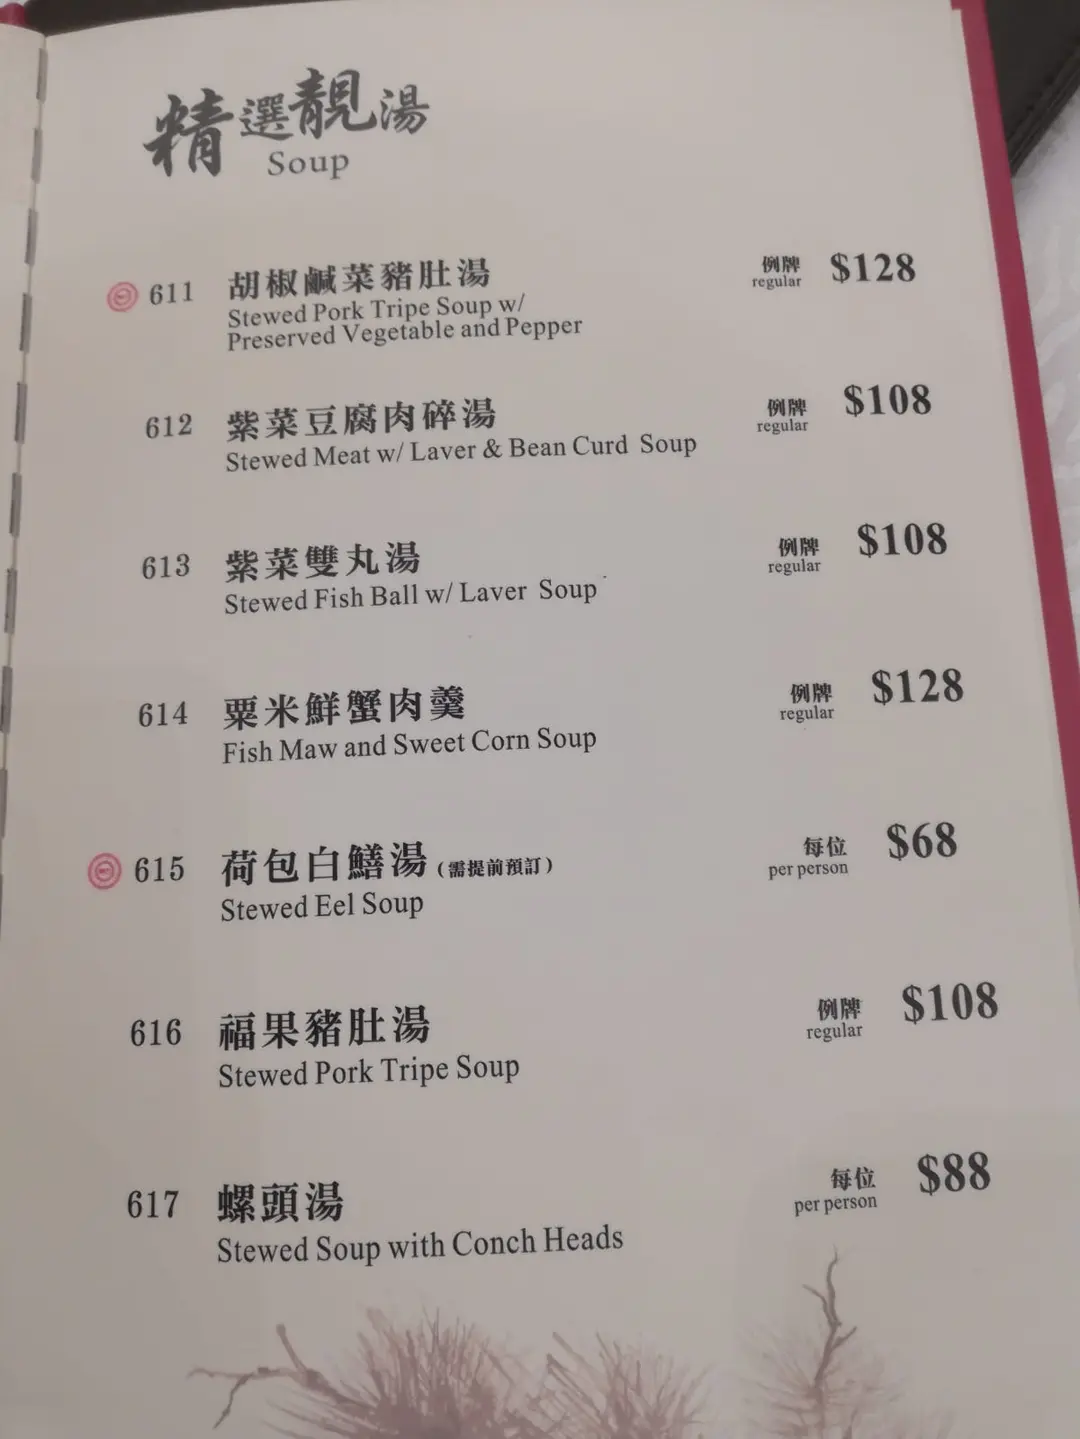 精選靚湯
Soup
611 胡椒鹹菜豬肚湯 例牌 $128
Stewed Pork Tripe Soup w/ regular
Preserved Vegetable and Pepper
612 紫菜豆腐肉碎湯 例牌 $108
Stewed Meat w/ Laver & Bean Curd Soup regular
613 紫菜雙丸湯 例牌 $108
Stewed Fish Ball w/ Laver Soup regular
614 粟米鮮蟹肉羹 例牌 $128
Fish Maw and Sweet Corn Soup regular
615 荷包白鱔湯 (需提前預訂) 每位 $68
Stewed Eel Soup per person
616 福果豬肚湯 例牌 $108
Stewed Pork Tripe Soup regular
617 螺頭湯 每位 $88
Stewed Soup with Conch Heads per person